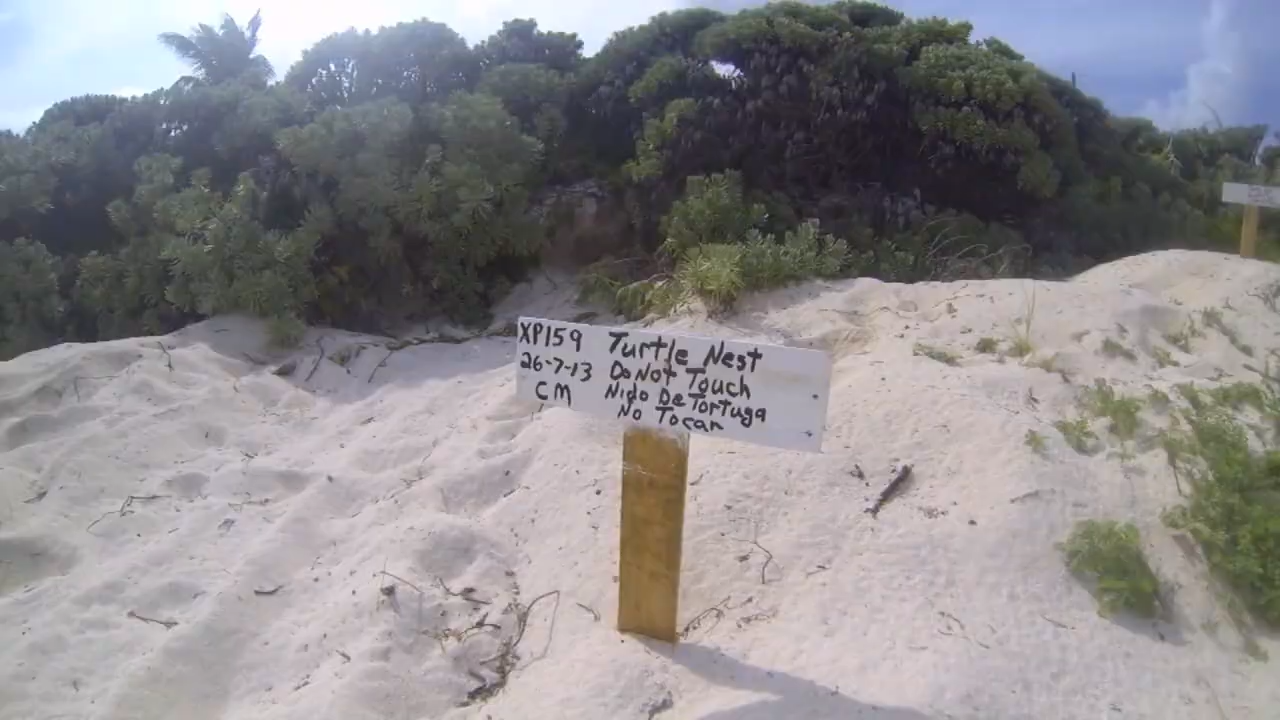 XP159 Turtle Nest
26-7-13 Do Not Touch
CM Nido De Tortuga
No Tocar